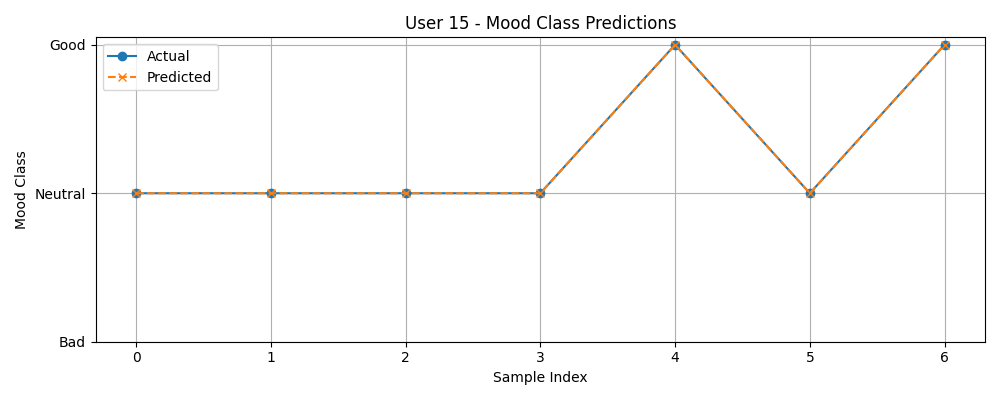 User 15 - Mood Class Predictions
Good
Actual
Predicted
Mood Class
Neutral
Bad
0 1 2 3 4 5 6
Sample Index